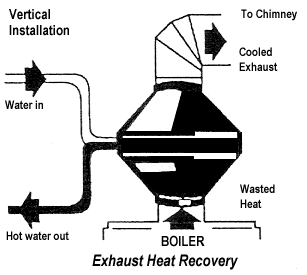 Vertical
Installation
To Chimney
Cooled
Exhaust
Water in
Wasted
Heat
Hot water out
BOILER
Exhaust Heat Recovery